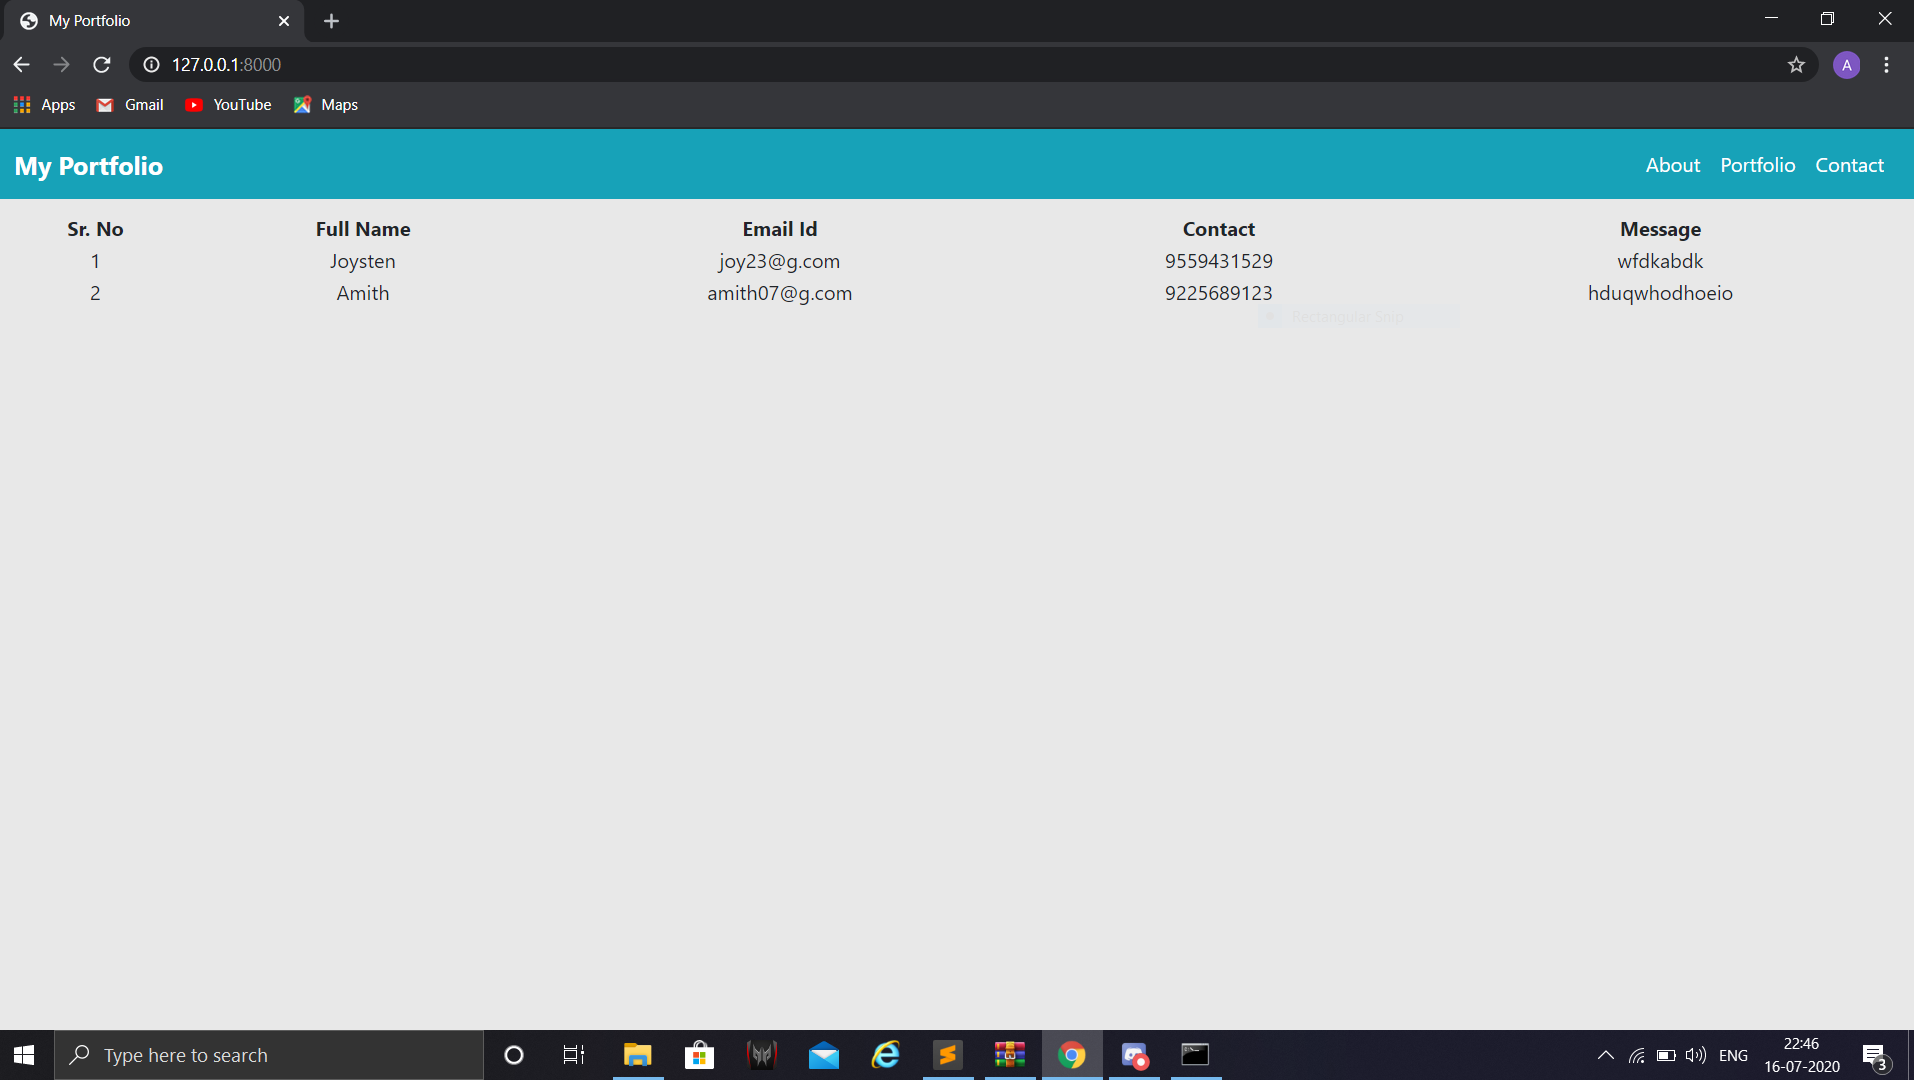 My Portfolio
127.0.0.1:8000
A
Apps Gmail YouTube Maps
My Portfolio About Portfolio Contact
Sr. No Full Name Email Id Contact Message
1 Joysten joy23@g.com 9559431529 wfdkabdk
2 Amith amith07@g.com 9225689123 hduqwhodhoeio
Rectangular Snip
Type here to search
ENG
22:46
16-07-2020
3